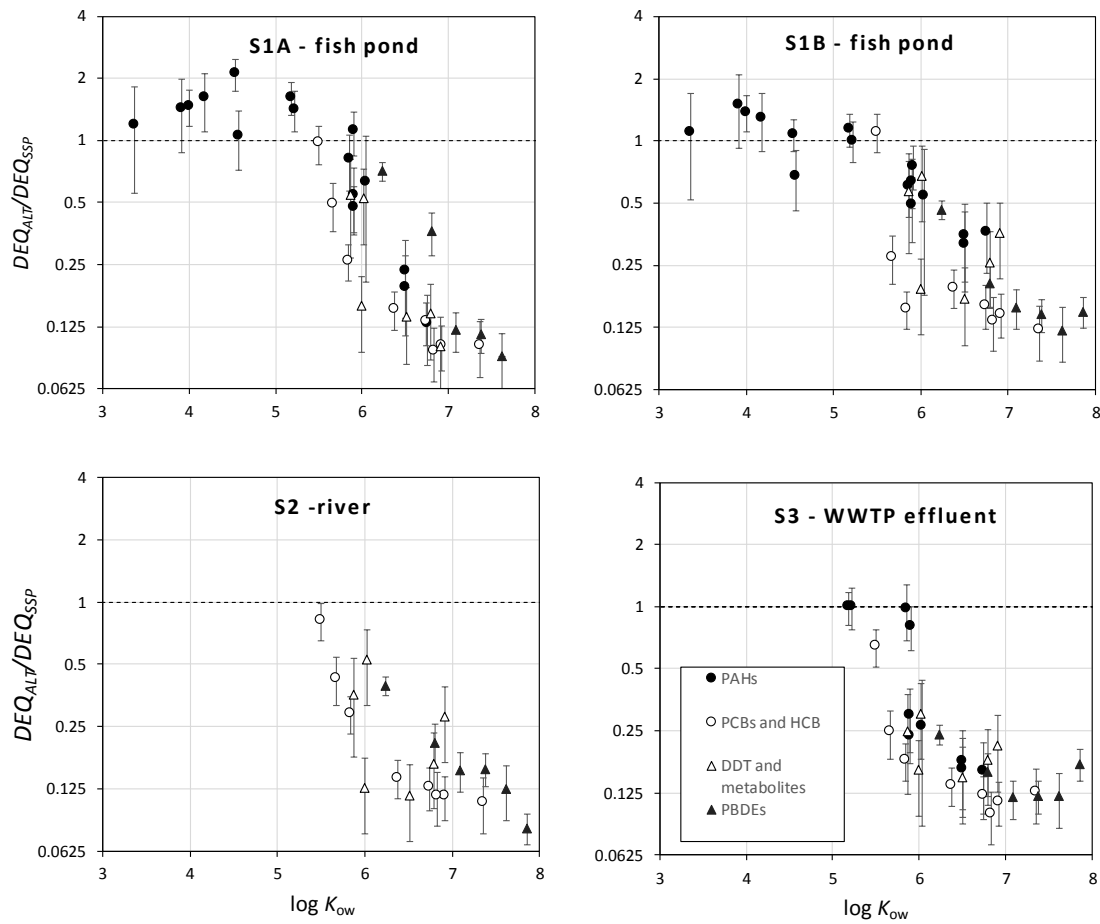 S1A - fish pond
4
2
1
0.5
0.25
0.125
0.0625
3 4 5 6 7 8
DEQALT/DEQSSP
S1B - fish pond
4
2
1
0.5
0.25
0.125
0.0625
3 4 5 6 7 8
S2 -river
4
2
1
0.5
0.25
0.125
0.0625
3 4 5 6 7 8
DEQALT/DEQSSP
log Kow
S3 - WWTP effluent
4
2
1
0.5
0.25
0.125
0.0625
3 4 5 6 7 8
log Kow
PAHs
PCBs and HCB
DDT and
metabolites
PBDEs